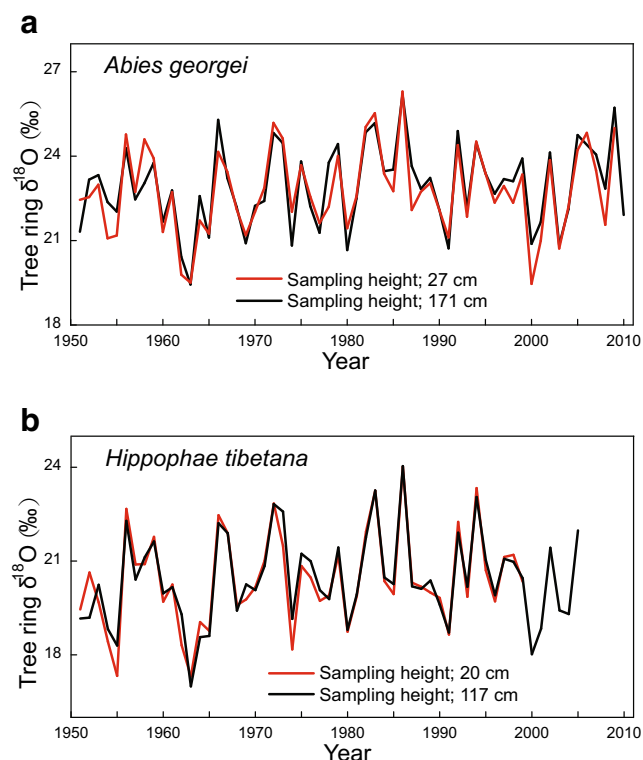 a
27
Abies georgei
24
21
18
Tree ring δ18O (‰)
Sampling height; 27 cm
Sampling height; 171 cm
1950 1960 1970 1980 1990 2000 2010
Year
b
24
Hippophae tibetana
21
18
Tree ring δ18O (‰)
Sampling height; 20 cm
Sampling height; 117 cm
1950 1960 1970 1980 1990 2000 2010
Year